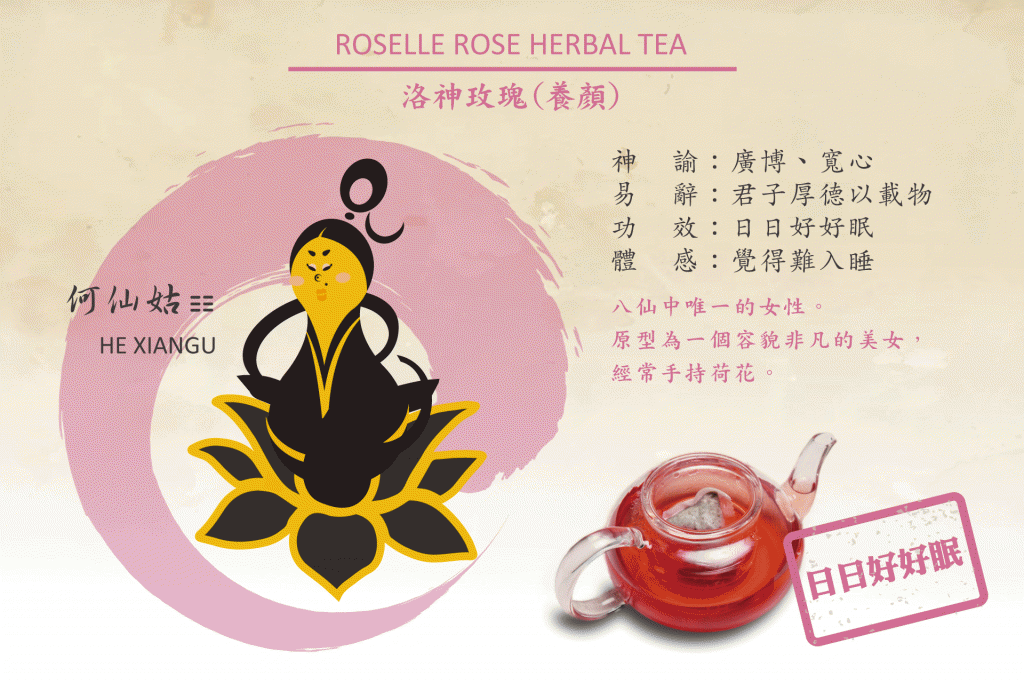 ROSELLE ROSE HERBAL TEA
洛神玫瑰(養顏)
神　諭：廣博、寬心
易　辭：君子厚德以載物
功　效：日日好好眠
體　感：覺得難入睡
八仙中唯一的女性。
原型為一個容貌非凡的美女，
經常手持荷花。
何仙姑☷
HE XIANGU
日日好好眠